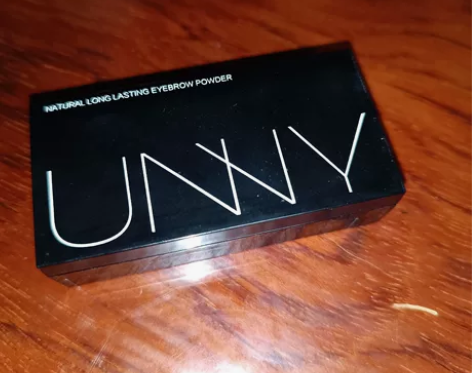 NATURAL LONG LASTING EYEBROW POWDER
UNNY